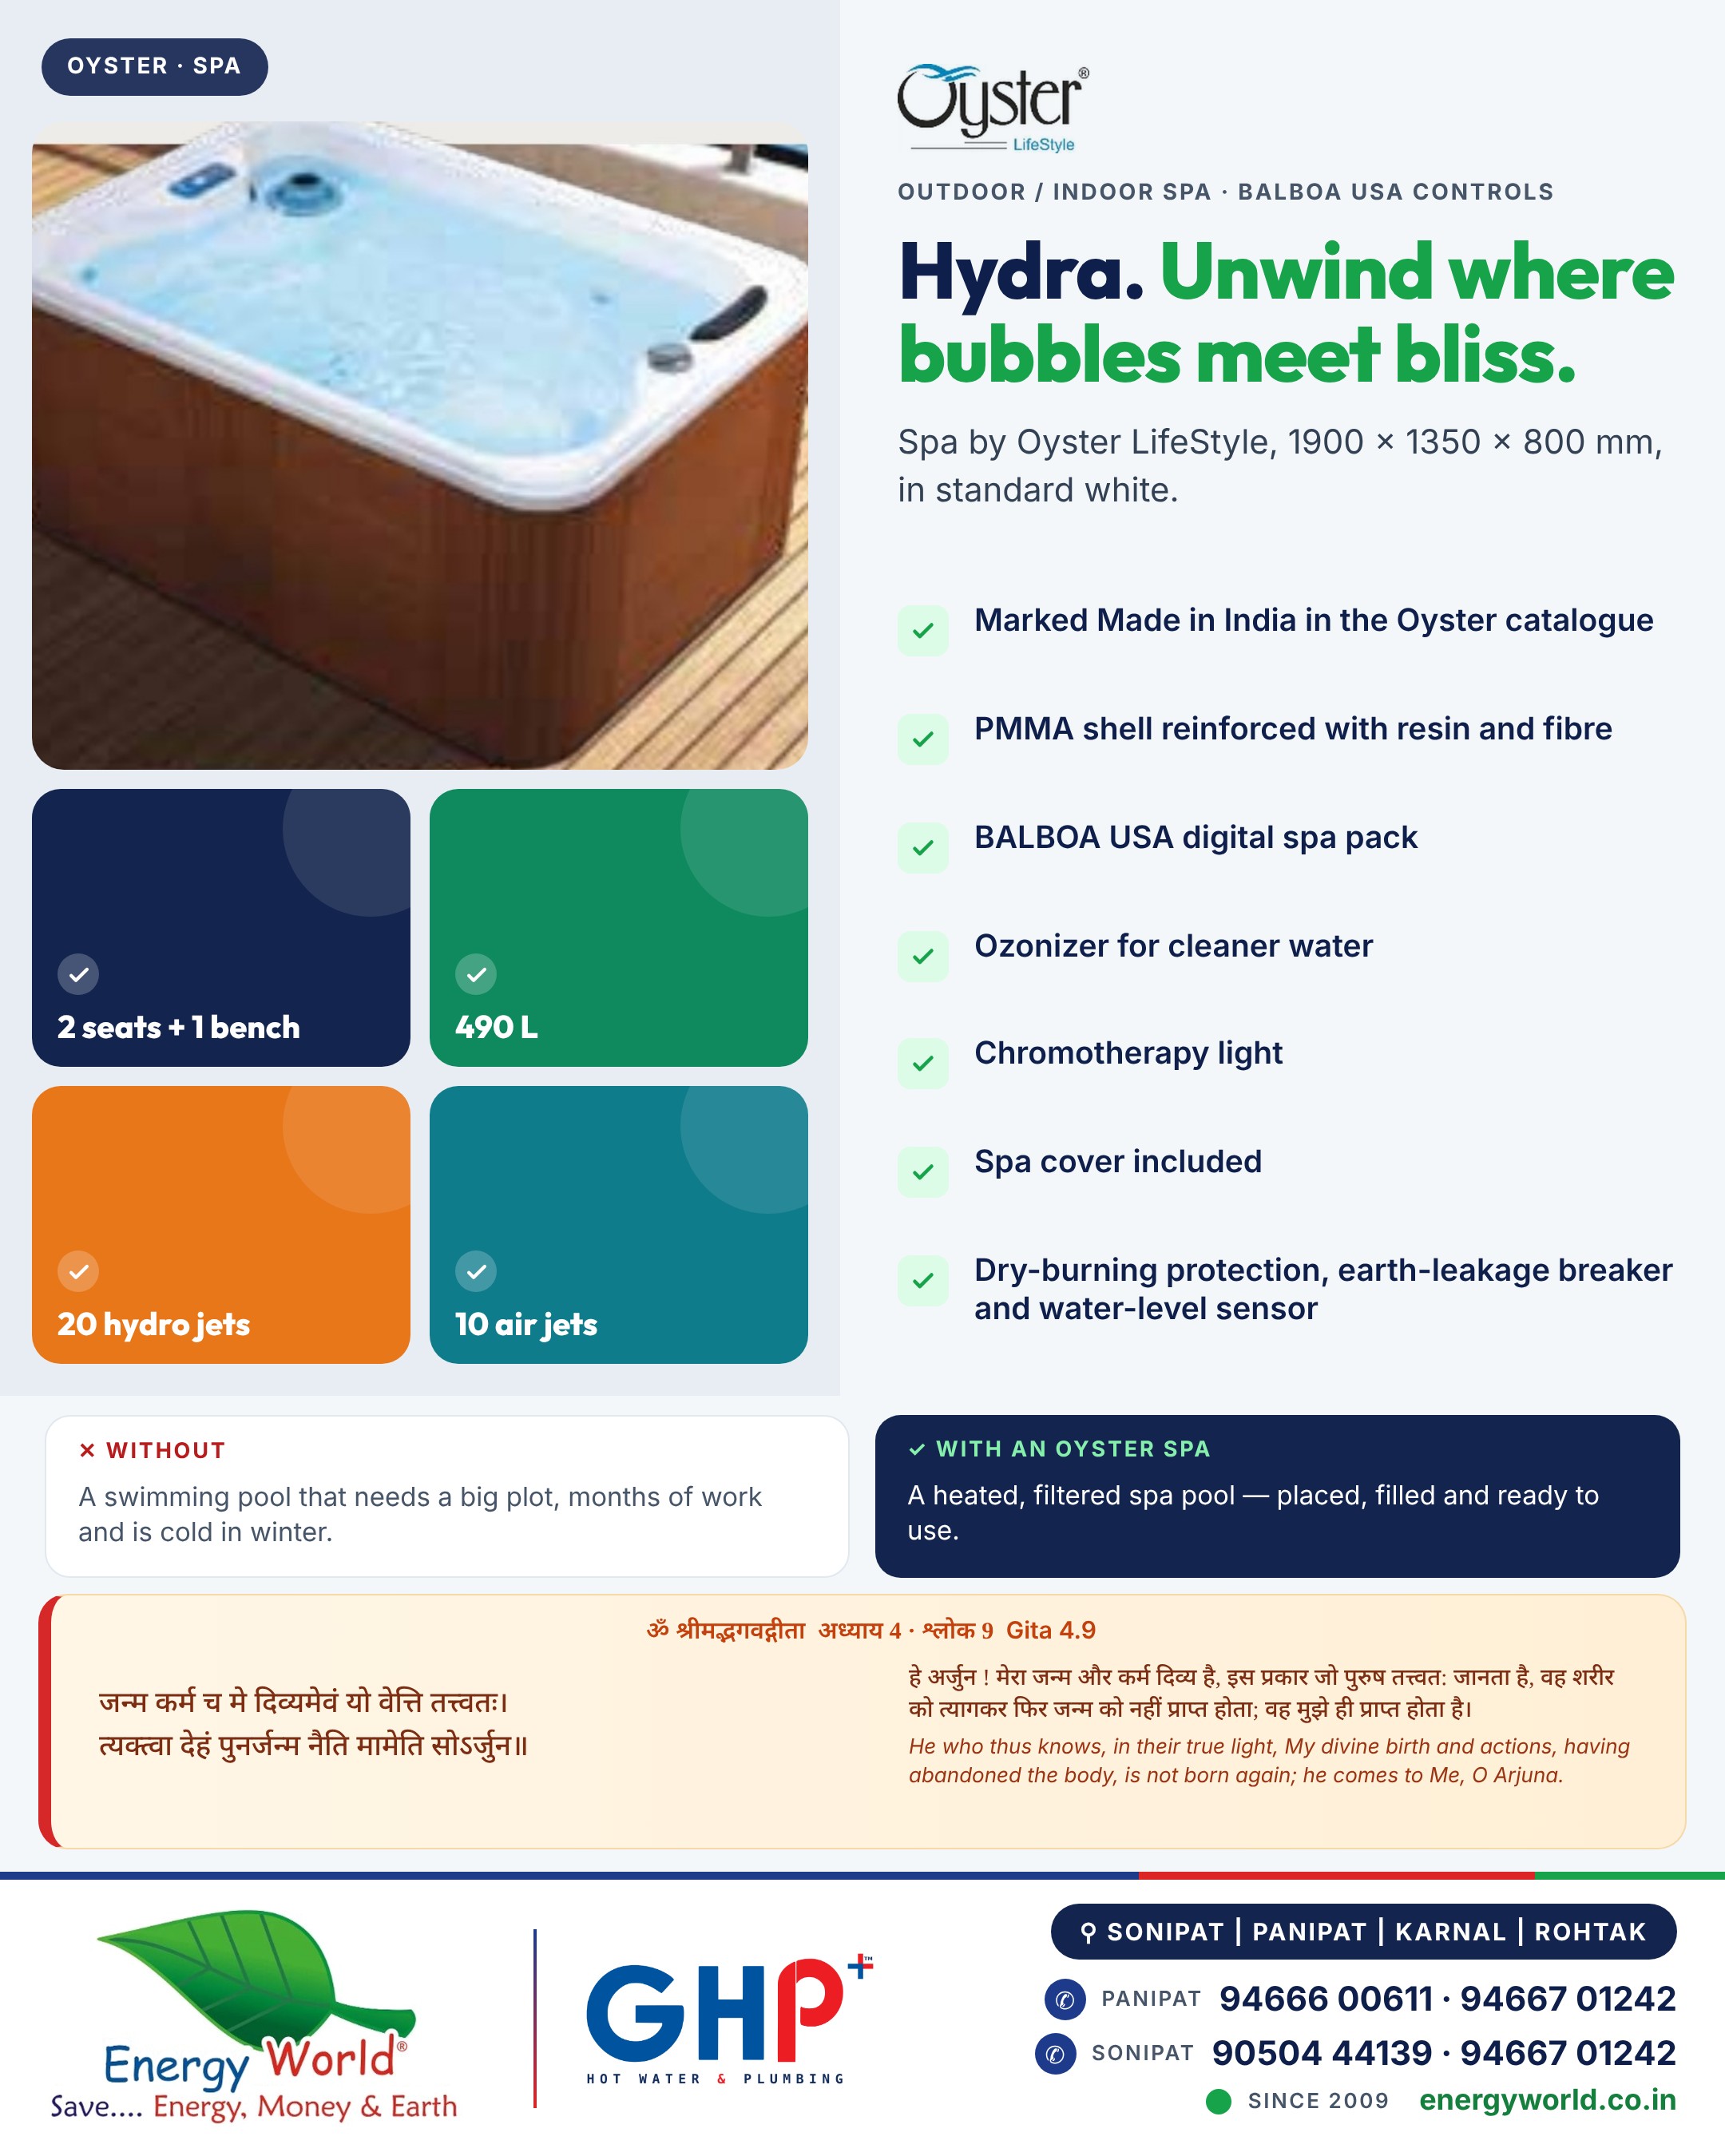 OYSTER · SPA
Oyster®
LifeStyle
OUTDOOR / INDOOR SPA · BALBOA USA CONTROLS
Hydra. Unwind where
bubbles meet bliss.
Spa by Oyster LifeStyle, 1900 × 1350 × 800 mm,
in standard white.
Marked Made in India in the Oyster catalogue
PMMA shell reinforced with resin and fibre
BALBOA USA digital spa pack
Ozonizer for cleaner water
Chromotherapy light
Spa cover included
Dry-burning protection, earth-leakage breaker
and water-level sensor
2 seats + 1 bench
490 L
20 hydro jets
10 air jets
✕ WITHOUT
A swimming pool that needs a big plot, months of work
and is cold in winter.
✓ WITH AN OYSTER SPA
A heated, filtered spa pool — placed, filled and ready to
use.
ॐ श्रीमद्भगवद्गीता अध्याय 4 · श्लोक 9 Gita 4.9
जन्म कर्म च मे दिव्यमेवं यो वेत्ति तत्त्वतः।
त्यक्त्वा देहं पुनर्जन्म नैति मामेति सोऽर्जुन॥
हे अर्जुन ! मेरा जन्म और कर्म दिव्य है, इस प्रकार जो पुरुष तत्त्वत: जानता है, वह शरीर
को त्यागकर फिर जन्म को नहीं प्राप्त होता; वह मुझे ही प्राप्त होता है।
He who thus knows, in their true light, My divine birth and actions, having
abandoned the body, is not born again; he comes to Me, O Arjuna.
Energy World®
Save.... Energy, Money & Earth
GHP+™
HOT WATER & PLUMBING
SONIPAT | PANIPAT | KARNAL | ROHTAK
PANIPAT 94666 00611 · 94667 01242
SONIPAT 90504 44139 · 94667 01242
SINCE 2009 energyworld.co.in